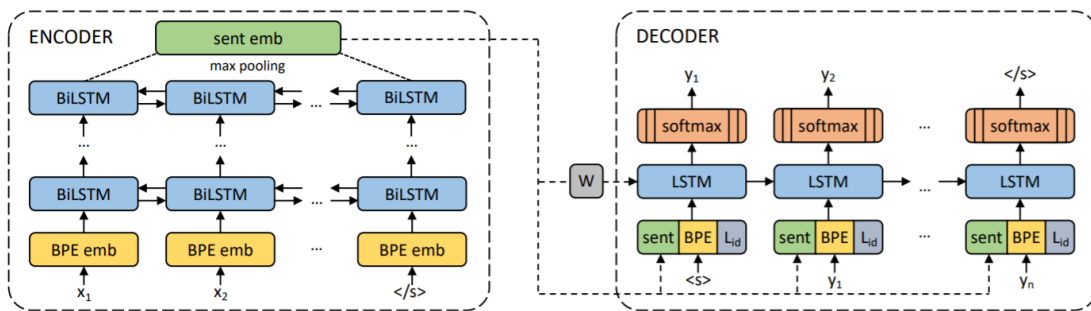 ENCODER
sent emb
max pooling
BiLSTM BiLSTM ... BiLSTM
... ... ...
BiLSTM BiLSTM ... BiLSTM
BPE emb BPE emb ... BPE emb
x1 x2 </s>
W
DECODER
y1 y2 </s>
softmax softmax ... softmax
LSTM LSTM ... LSTM
sent BPE Lid sent BPE Lid ... sent BPE Lid
<s> y1 yn